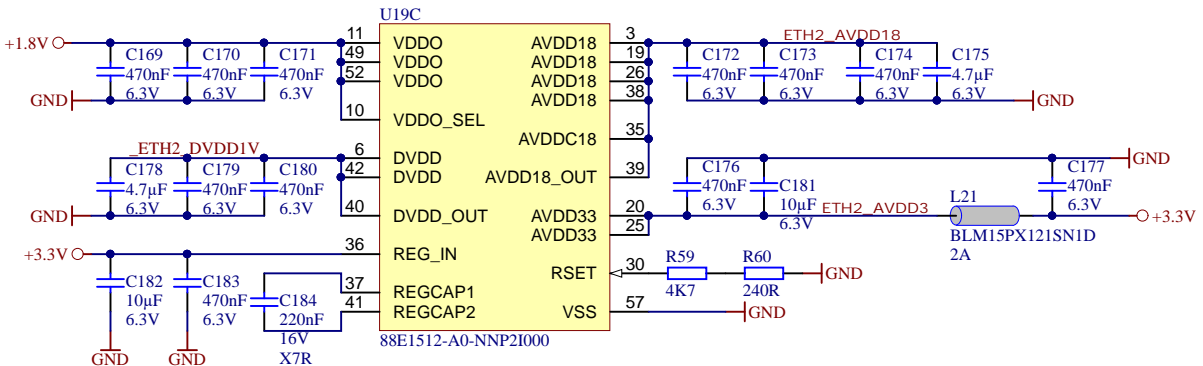 U19C
+1.8V
11
VDDO
AVDD18
3
ETH2_AVDD18
49
VDDO
AVDD18
19
52
VDDO
AVDD18
26
AVDD18
38
C169
470nF
6.3V
C170
470nF
6.3V
C171
470nF
6.3V
C172
470nF
6.3V
C173
470nF
6.3V
C174
470nF
6.3V
C175
4.7µF
6.3V
GND
GND
10
VDDO_SEL
AVDDC18
35
_ETH2_DVDD1V
6
DVDD
42
DVDD
AVDD18_OUT
39
C178
4.7µF
6.3V
C179
470nF
6.3V
C180
470nF
6.3V
C176
470nF
6.3V
C181
10µF
6.3V
C177
470nF
6.3V
GND
GND
40
DVDD_OUT
AVDD33
20
AVDD33
25
ETH2_AVDD3
L21
BLM15PX121SN1D
2A
+3.3V
+3.3V
36
REG_IN
RSET
30
R59
4K7
R60
240R
GND
C182
10µF
6.3V
C183
470nF
6.3V
C184
220nF
16V
X7R
37
REGCAP1
41
REGCAP2
VSS
57
GND
GND
GND
88E1512-A0-NNP2I000